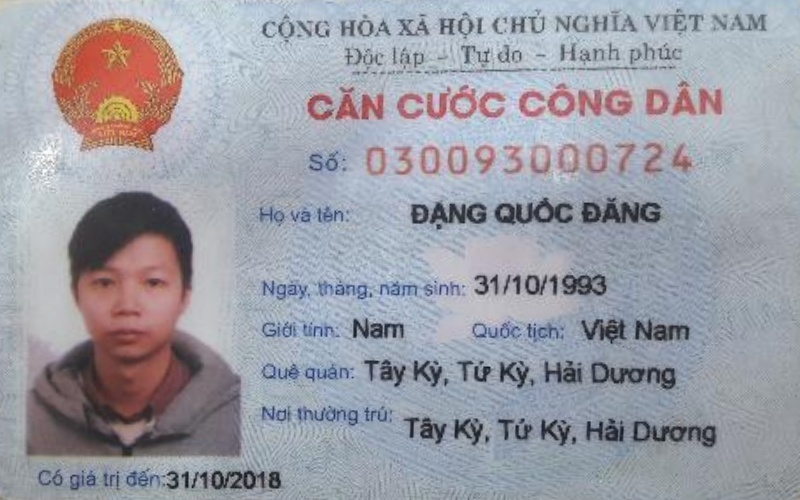 CỘNG HÒA XÃ HỘI CHỦ NGHĨA VIỆT NAM
Độc lập - Tự do - Hạnh phúc
CĂN CƯỚC CÔNG DÂN
Số: 030093000724
Họ và tên: ĐẶNG QUỐC ĐĂNG
Ngày, tháng, năm sinh: 31/10/1993
Giới tính: Nam Quốc tịch: Việt Nam
Quê quán: Tây Kỳ, Tứ Kỳ, Hải Dương
Nơi thường trú: Tây Kỳ, Tứ Kỳ, Hải Dương
Có giá trị đến: 31/10/2018